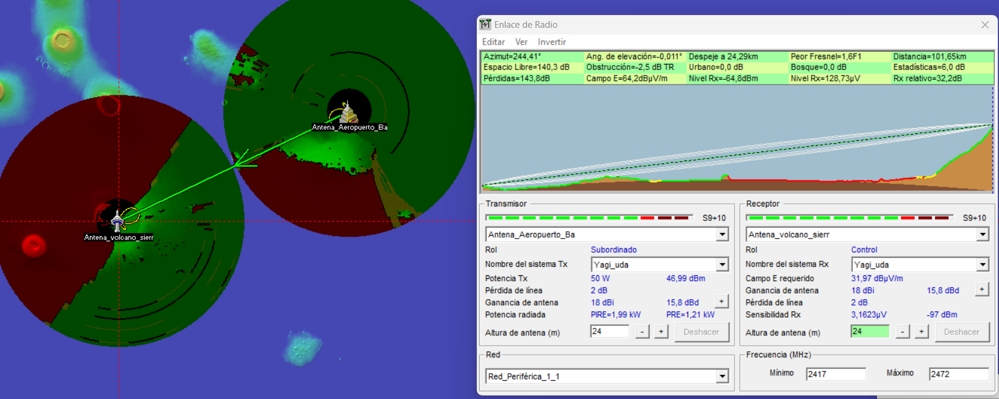 Antena_Aeropuerto_Ba
Antena_volcano_sierr
Enlace de Radio
Editar Ver Invertir
Azimut=244,41° Ang. de elevación=-0,011° Despeje a 24,29km Peor Fresnel=1,6F1 Distancia=101,65km
Espacio Libre=140,3 dB Obstrucción=-2,5 dB TR Urbano=0,0 dB Bosque=0,0 dB Estadísticas=6,0 dB
Pérdidas=143,8dB Campo E=64,2dBµV/m Nivel Rx=-64,8dBm Nivel Rx=128,73µV Rx relativo=32,2dB
Transmisor
S9+10
Antena_Aeropuerto_Ba
Rol Subordinado
Nombre del sistema Tx Yagi_uda
Potencia Tx 50 W 46,99 dBm
Pérdida de línea 2 dB
Ganancia de antena 18 dBi 15,8 dBd +
Potencia radiada PIRE=1,99 kW PRE=1,21 kW
Altura de antena (m) 24 - + Deshacer
Red
Red_Periférica_1_1
Receptor
S9+10
Antena_volcano_sierr
Rol Control
Nombre del sistema Rx Yagi_uda
Campo E requerido 31,97 dBµV/m
Ganancia de antena 18 dBi 15,8 dBd +
Pérdida de línea 2 dB
Sensibilidad Rx 3,1623µV -97 dBm
Altura de antena (m) 24 - + Deshacer
Frecuencia (MHz)
Mínimo 2417 Máximo 2472